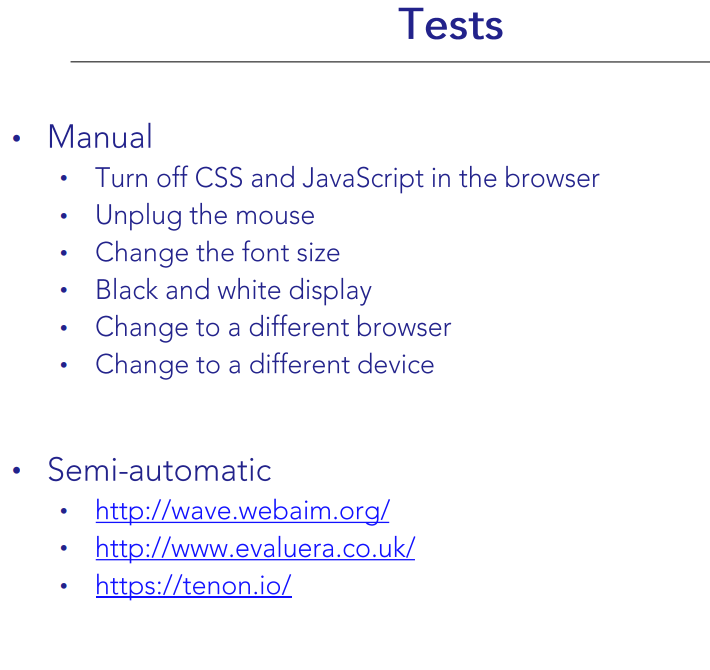 Tests
• Manual
• Turn off CSS and JavaScript in the browser
• Unplug the mouse
• Change the font size
• Black and white display
• Change to a different browser
• Change to a different device
• Semi-automatic
• http://wave.webaim.org/
• http://www.evaluera.co.uk/
• https://tenon.io/